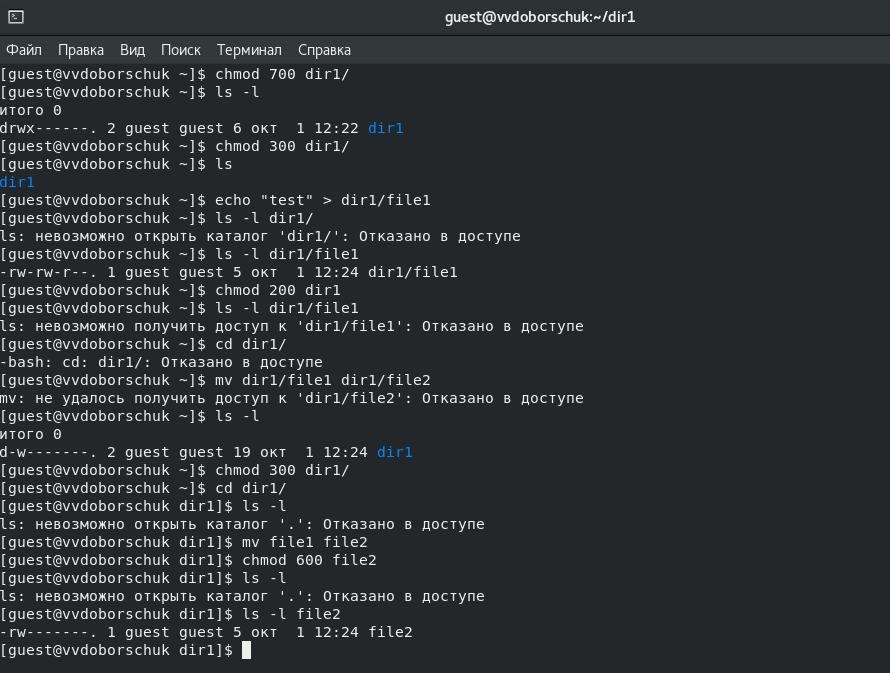 guest@vvdoborschuk:~/dir1
Файл Правка Вид Поиск Терминал Справка
[guest@vvdoborschuk ~]$ chmod 700 dir1/
[guest@vvdoborschuk ~]$ ls -l
итого 0
drwx------. 2 guest guest 6 окт  1 12:22 dir1
[guest@vvdoborschuk ~]$ chmod 300 dir1/
[guest@vvdoborschuk ~]$ ls
dir1
[guest@vvdoborschuk ~]$ echo "test" > dir1/file1
[guest@vvdoborschuk ~]$ ls -l dir1/
ls: невозможно открыть каталог 'dir1/': Отказано в доступе
[guest@vvdoborschuk ~]$ ls -l dir1/file1
-rw-rw-r--. 1 guest guest 5 окт  1 12:24 dir1/file1
[guest@vvdoborschuk ~]$ chmod 200 dir1
[guest@vvdoborschuk ~]$ ls -l dir1/file1
ls: невозможно получить доступ к 'dir1/file1': Отказано в доступе
[guest@vvdoborschuk ~]$ cd dir1/
-bash: cd: dir1/: Отказано в доступе
[guest@vvdoborschuk ~]$ mv dir1/file1 dir1/file2
mv: не удалось получить доступ к 'dir1/file2': Отказано в доступе
[guest@vvdoborschuk ~]$ ls -l
итого 0
d-w-------. 2 guest guest 19 окт  1 12:24 dir1
[guest@vvdoborschuk ~]$ chmod 300 dir1/
[guest@vvdoborschuk ~]$ cd dir1/
[guest@vvdoborschuk dir1]$ ls -l
ls: невозможно открыть каталог '.': Отказано в доступе
[guest@vvdoborschuk dir1]$ mv file1 file2
[guest@vvdoborschuk dir1]$ chmod 600 file2
[guest@vvdoborschuk dir1]$ ls -l
ls: невозможно открыть каталог '.': Отказано в доступе
[guest@vvdoborschuk dir1]$ ls -l file2
-rw-------. 1 guest guest 5 окт  1 12:24 file2
[guest@vvdoborschuk dir1]$